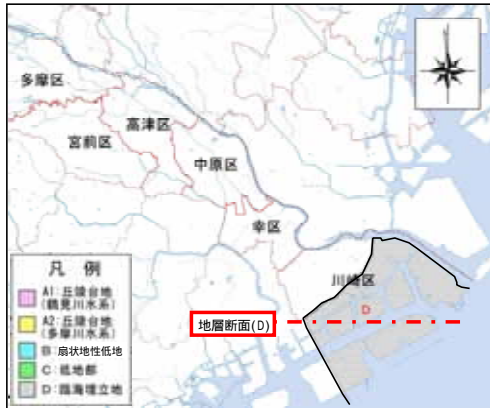 多摩区
高津区
宮前区
中原区
幸区
川崎区
D
地層断面(D)
凡 例
A1:丘陵台地
(鶴見川水系)
A2:丘陵台地
(多摩川水系)
B:扇状地性低地
C:低地部
D:臨海埋立地